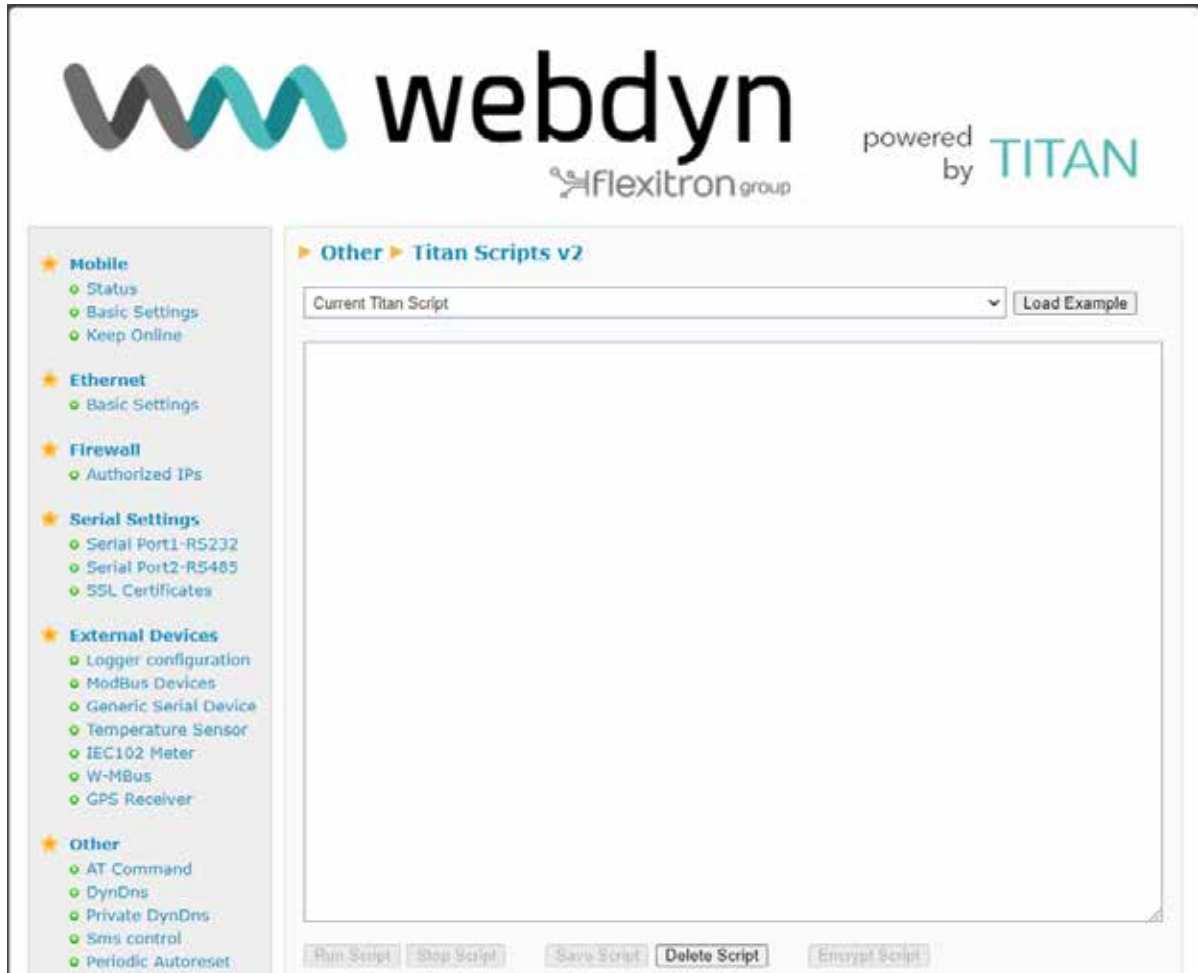 webdyn
flexitron group
powered
by TITAN
Mobile
Status
Basic Settings
Keep Online
Ethernet
Basic Settings
Firewall
Authorized IPs
Serial Settings
Serial Port1-RS232
Serial Port2-RS485
SSL Certificates
External Devices
Logger configuration
ModBus Devices
Generic Serial Device
Temperature Sensor
IEC102 Meter
W-MBus
GPS Receiver
Other
AT Command
DynDns
Private DynDns
Sms control
Periodic Autoreset
Other Titan Scripts v2
Current Titan Script Load Example
Run Script Stop Script Save Script Delete Script Encrypt Script